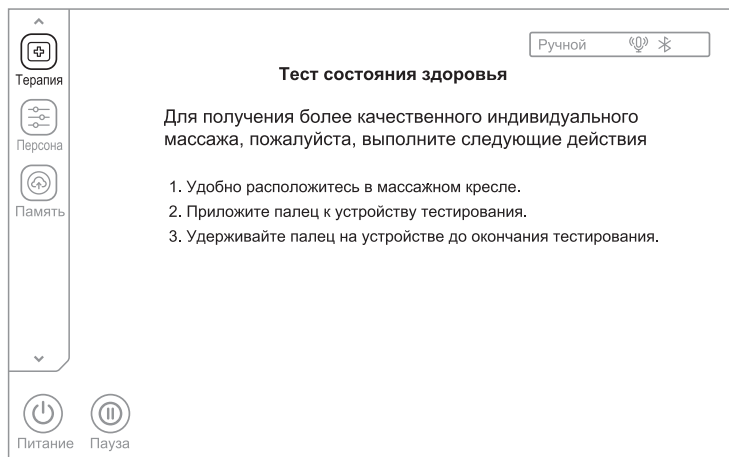 Терапия
Персона
Память
Ручной
Тест состояния здоровья
Для получения более качественного индивидуального
массажа, пожалуйста, выполните следующие действия
1. Удобно расположитесь в массажном кресле.
2. Приложите палец к устройству тестирования.
3. Удерживайте палец на устройстве до окончания тестирования.
Питание
Пауза